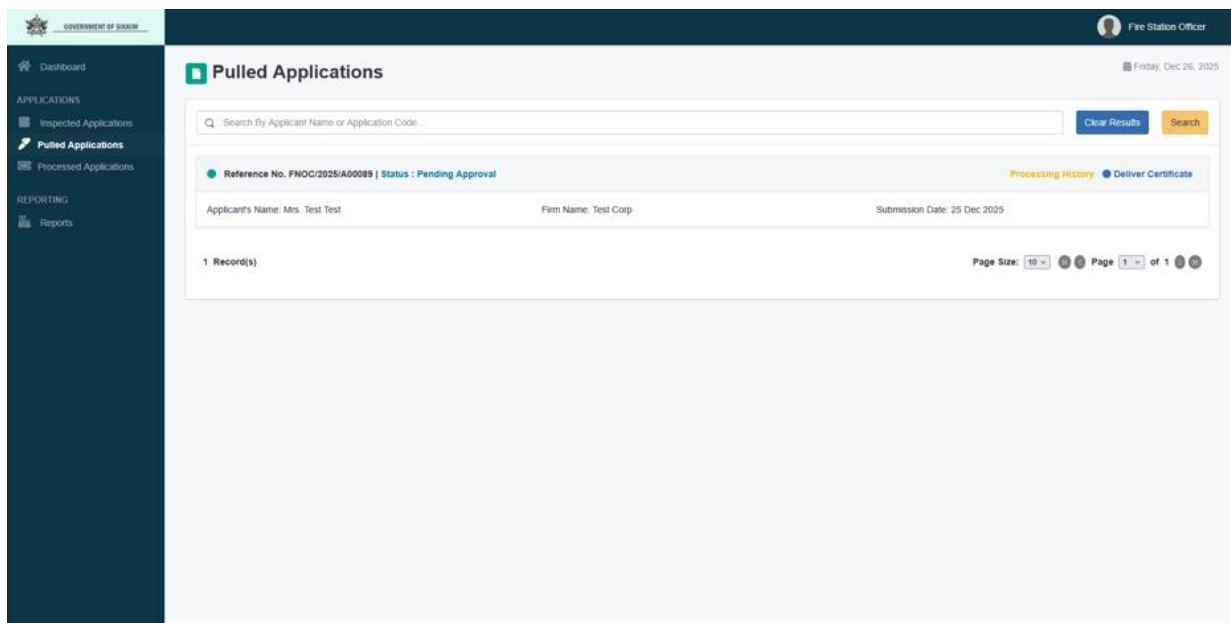 GOVERNMENT OF SIKKIM
Fire Station Officer
Dashboard
APPLICATIONS
Inspected Applications
Pulled Applications
Processed Applications
REPORTING
Reports
Pulled Applications
Friday, Dec 26, 2025
Search By Applicant Name or Application Code...
Clear Results
Search
Reference No. FNOC/2025/A00089 | Status : Pending Approval
Processing History
Deliver Certificate
Applicant's Name: Mrs. Test Test
Firm Name: Test Corp
Submission Date: 25 Dec 2025
1 Record(s)
Page Size: 10 Page 1 of 1